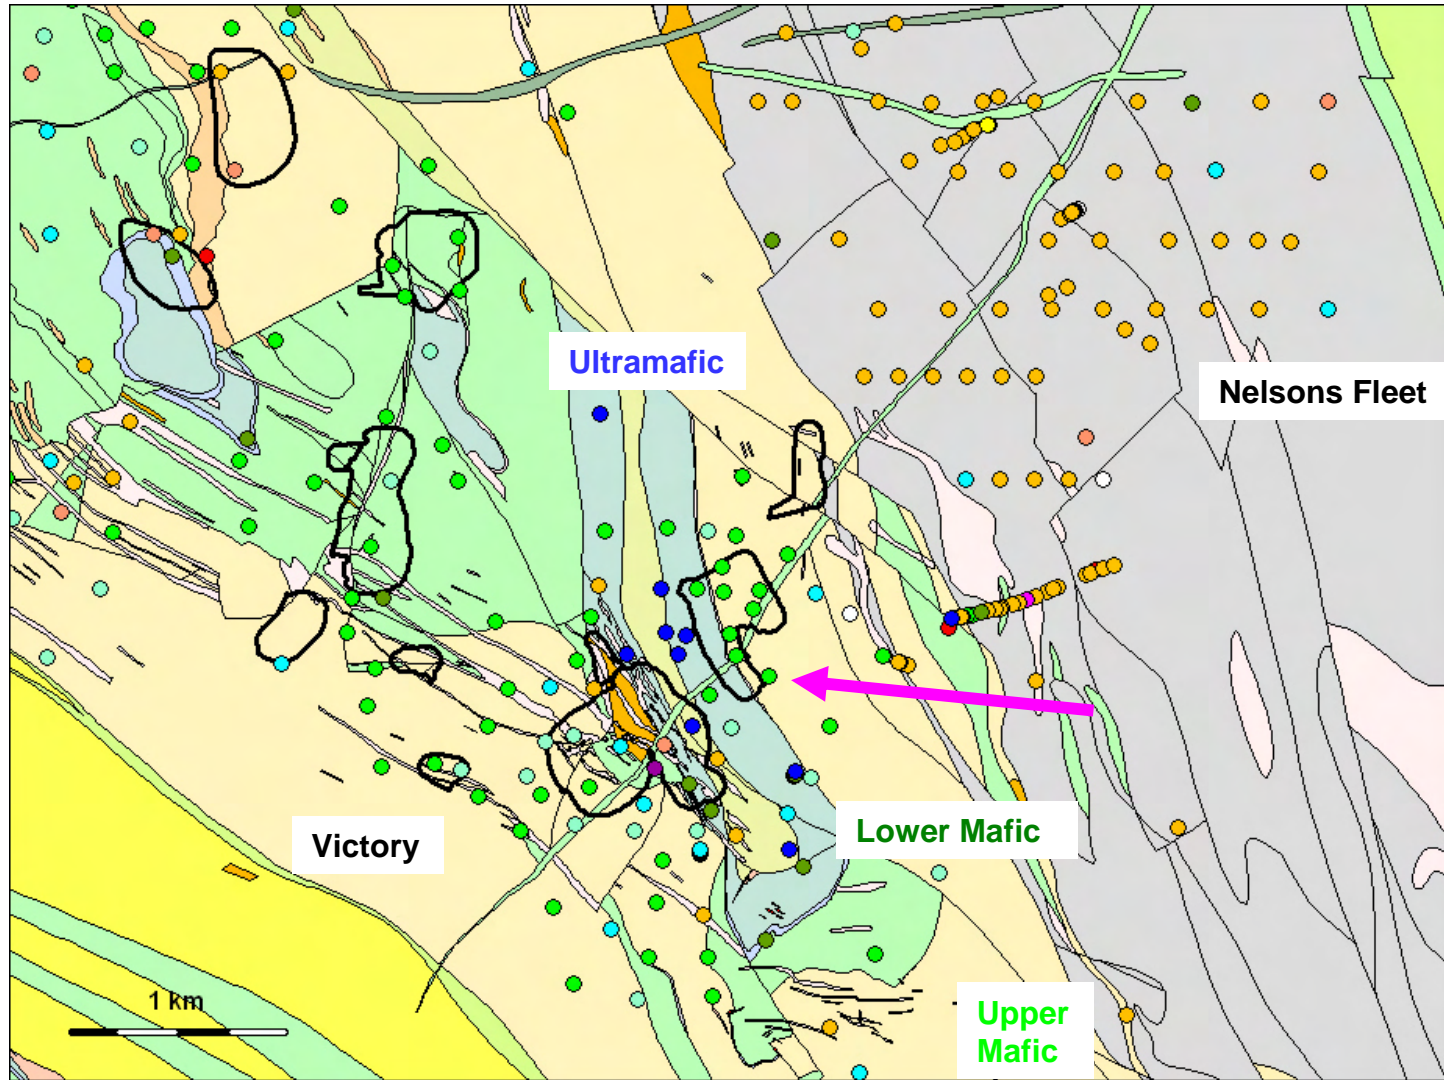 Ultramafic
Nelsons Fleet
Lower Mafic
Victory
1 km
Upper
Mafic